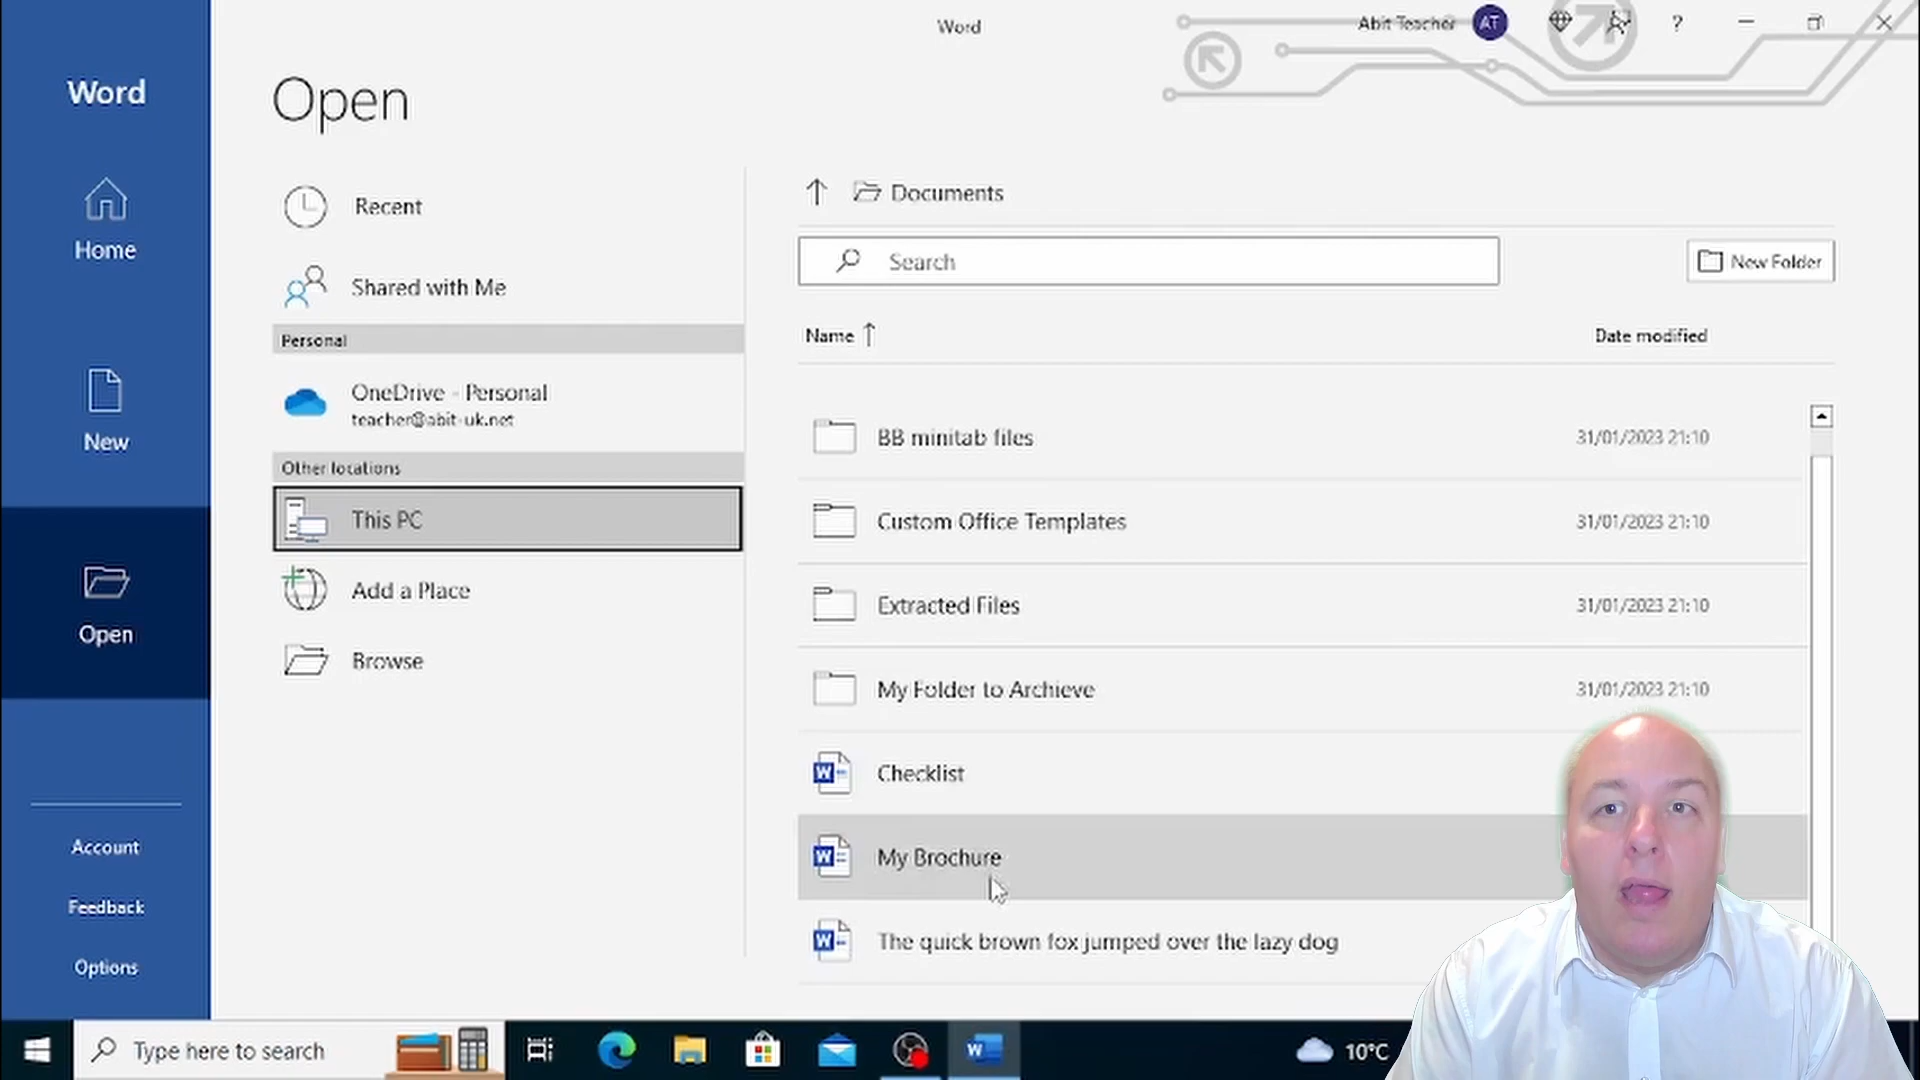 Word
Abit Teacher
AT
?
Word
Home
New
Open
Account
Feedback
Options
Open
Recent
Shared with Me
Personal
OneDrive - Personal
teacher@abit-uk.net
Other locations
This PC
Add a Place
Browse
Documents
Search
New Folder
Name
Date modified
BB minitab files
31/01/2023 21:10
Custom Office Templates
31/01/2023 21:10
Extracted Files
31/01/2023 21:10
My Folder to Archieve
31/01/2023 21:10
W
Checklist
W
My Brochure
W
The quick brown fox jumped over the lazy dog
Type here to search
W
10°C